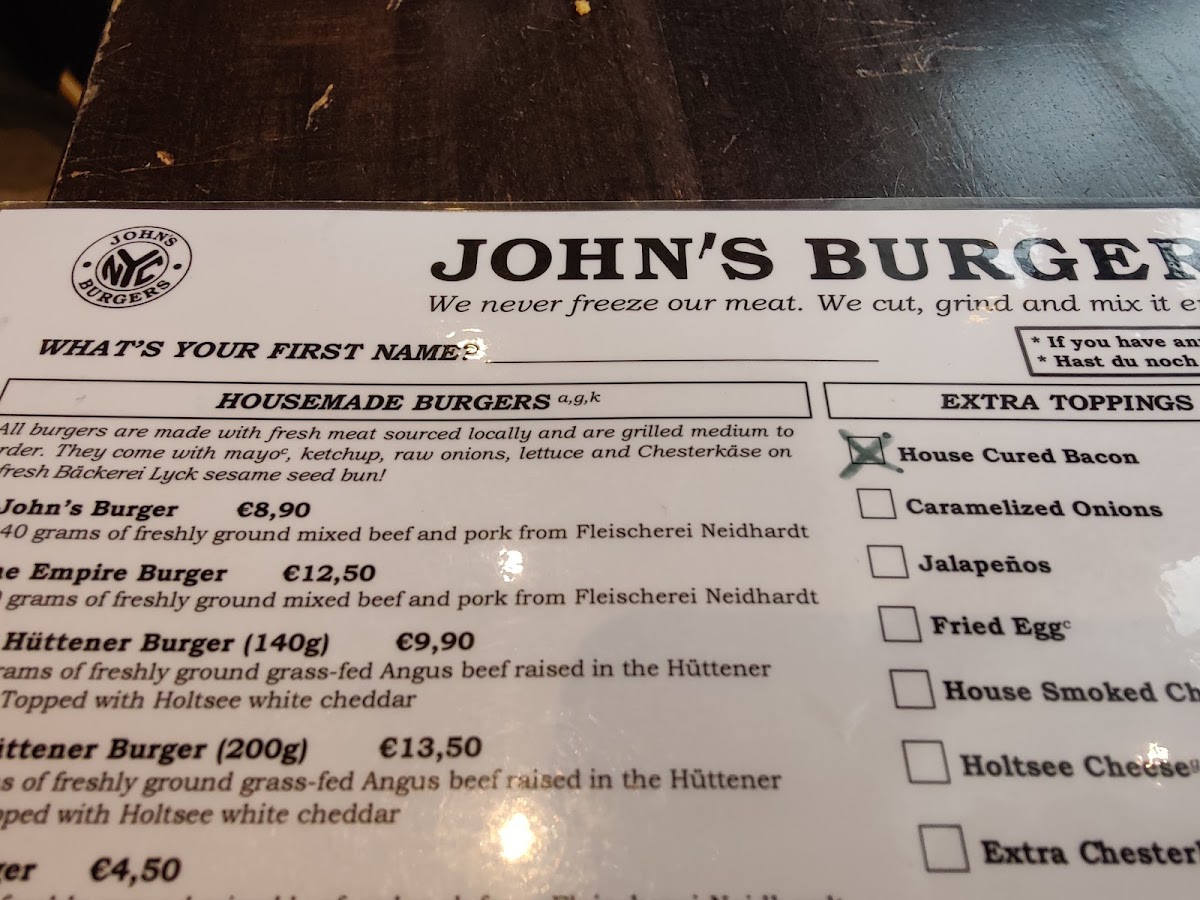 JOHN'S
NYC
BURGERS
JOHN'S BURGER
We never freeze our meat. We cut, grind and mix it
WHAT'S YOUR FIRST NAME?
* If you have
* Hast du noch
HOUSEMADE BURGERS a,g,k
All burgers are made with fresh meat sourced locally and are grilled medium to
rder. They come with mayoc, ketchup, raw onions, lettuce and Chesterkäse on
fresh Bäckerei Lyck sesame seed bun!
John's Burger €8,90
40 grams of freshly ground mixed beef and pork from Fleischerei Neidhardt
Empire Burger €12,50
grams of freshly ground mixed beef and pork from Fleischerei Neidhardt
Hüttener Burger (140g) €9,90
rams of freshly ground grass-fed Angus beef raised in the Hüttener
Topped with Holtsee white cheddar
ittener Burger (200g) €13,50
s of freshly ground grass-fed Angus beef raised in the Hüttener
pped with Holtsee white cheddar
ger €4,50
EXTRA TOPPINGS
House Cured Bacon
Caramelized Onions
Jalapeños
Fried Eggc
House Smoked Ch
Holtsee Cheeseg
Extra Chester